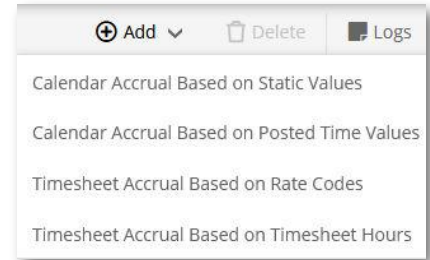 Add Delete Logs
Calendar Accrual Based on Static Values
Calendar Accrual Based on Posted Time Values
Timesheet Accrual Based on Rate Codes
Timesheet Accrual Based on Timesheet Hours